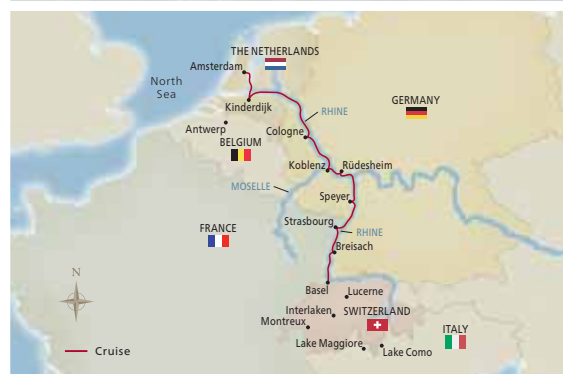 THE NETHERLANDS
Amsterdam
North
Sea
Kinderdijk
GERMANY
RHINE
Antwerp
Cologne
BELGIUM
Koblenz
Rüdesheim
MOSELLE
Speyer
Strasbourg
FRANCE
RHINE
Breisach
N
Basel
Lucerne
Interlaken
SWITZERLAND
Montreux
ITALY
Lake Maggiore
Lake Como
Cruise